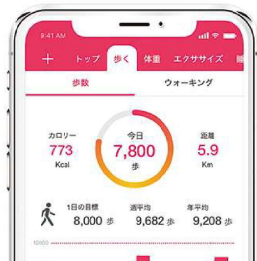 9:41 AM
トップ 歩く 体重 エクササイズ
歩数 ウォーキング
カロリー 今日 距離
773 7,800 5.9
Kcal 歩 Km
1日の目標 週平均 年平均
8,000 歩 9,682 歩 9,208 歩
10000